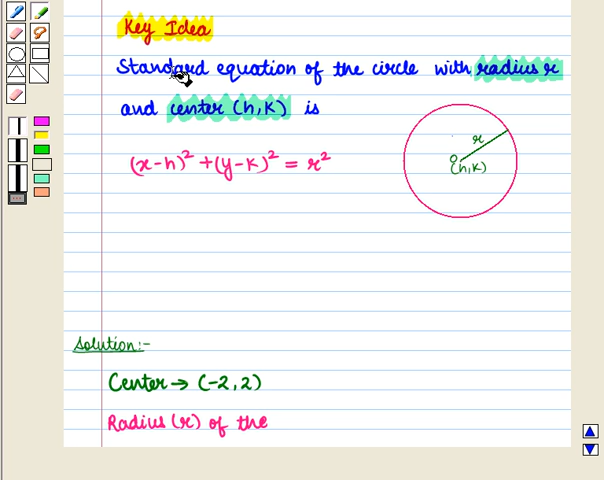 Key Idea
Standard equation of the circle with radius r
and center (h,k) is
(x-h)² + (y-k)² = r²
r
(h,k)
Solution:-
Center → (-2,2)
Radius (r) of the